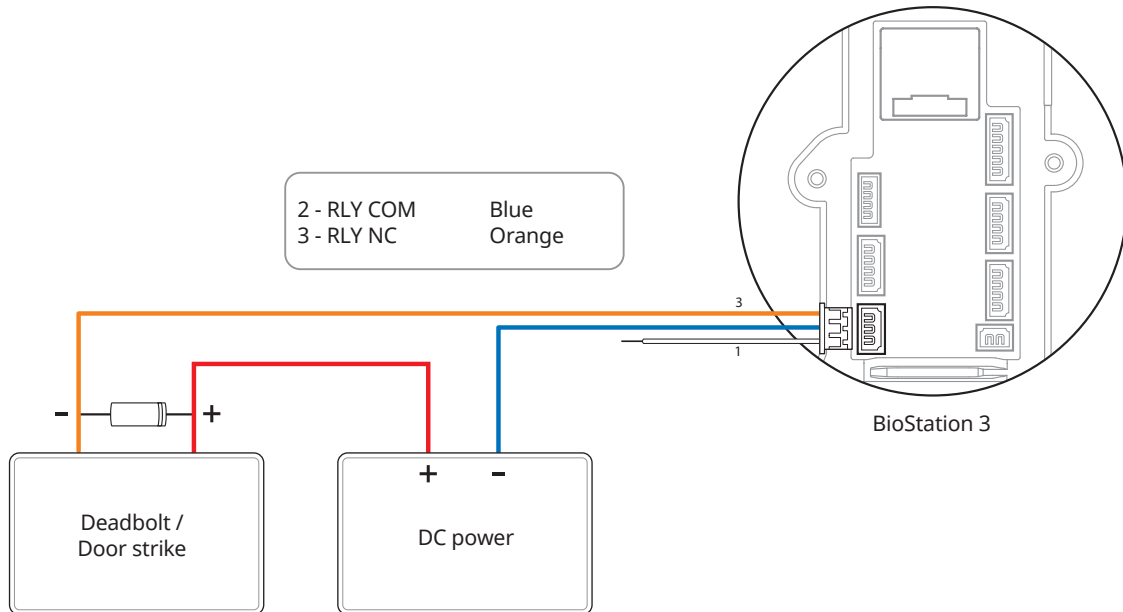 2 - RLY COM Blue
3 - RLY NC Orange
3
1
BioStation 3
- +
+ -
Deadbolt /
Door strike
DC power